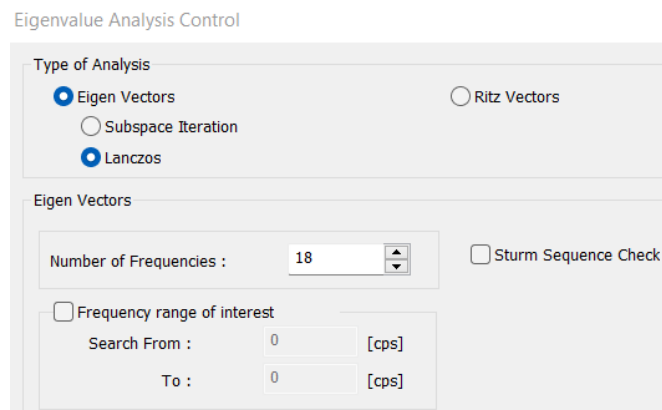 Eigenvalue Analysis Control
Type of Analysis
Eigen Vectors
Ritz Vectors
Subspace Iteration
Lanczos
Eigen Vectors
Number of Frequencies : 18
Sturm Sequence Check
Frequency range of interest
Search From : 0 [cps]
To : 0 [cps]